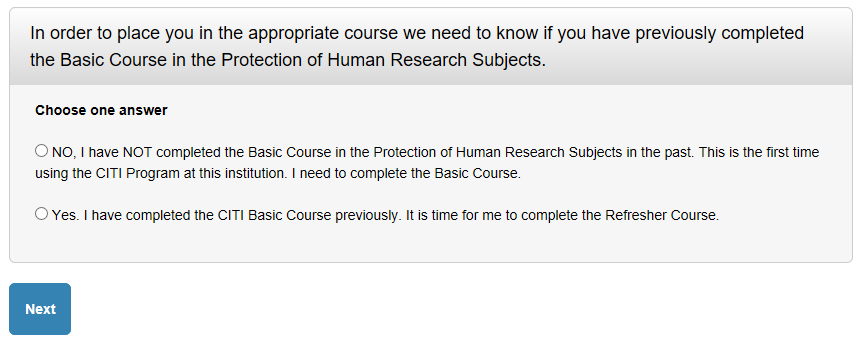 In order to place you in the appropriate course we need to know if you have previously completed
the Basic Course in the Protection of Human Research Subjects.
Choose one answer
NO, I have NOT completed the Basic Course in the Protection of Human Research Subjects in the past. This is the first time
using the CITI Program at this institution. I need to complete the Basic Course.
Yes. I have completed the CITI Basic Course previously. It is time for me to complete the Refresher Course.
Next